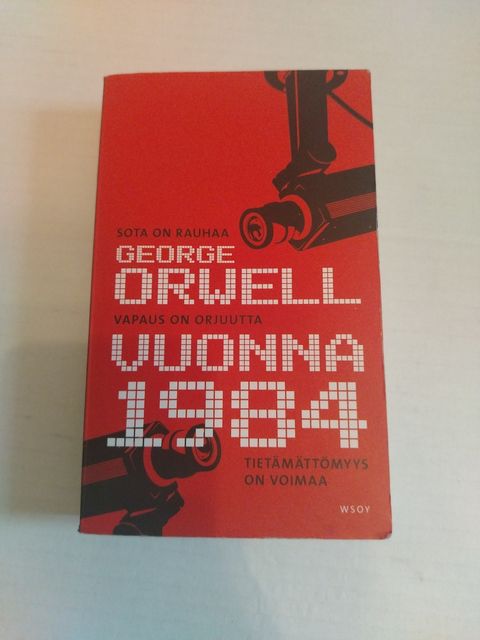 SOTA ON RAUHAA
GEORGE
ORWELL
VAPAUS ON ORJUUTTA
VUONNA
1984
TIETÄMÄTTÖMYYS
ON VOIMAA
WSOY